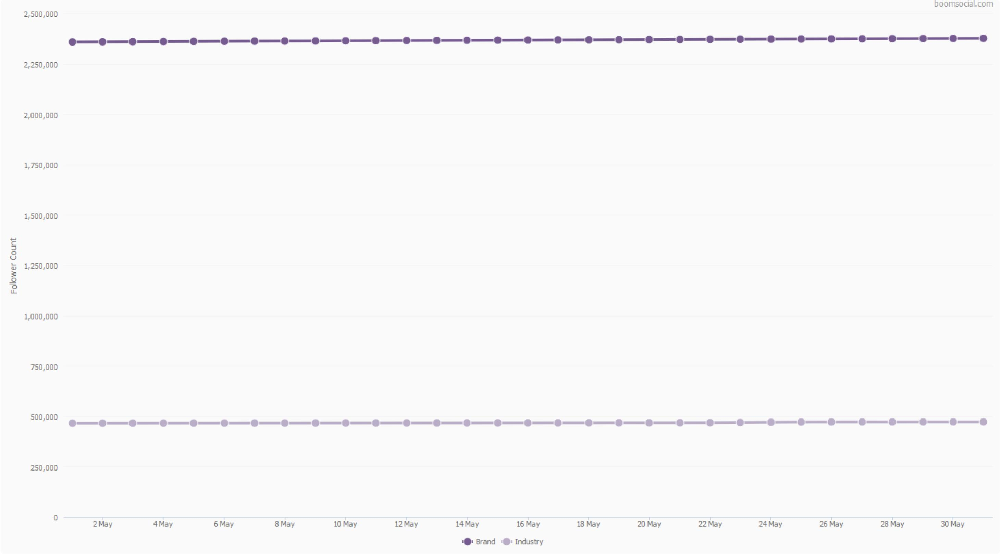 boomsocial.com
2,500,000
2,250,000
2,000,000
1,750,000
1,500,000
1,250,000
1,000,000
750,000
500,000
250,000
0
Follower Count
2 May 4 May 6 May 8 May 10 May 12 May 14 May 16 May 18 May 20 May 22 May 24 May 26 May 28 May 30 May
Brand Industry